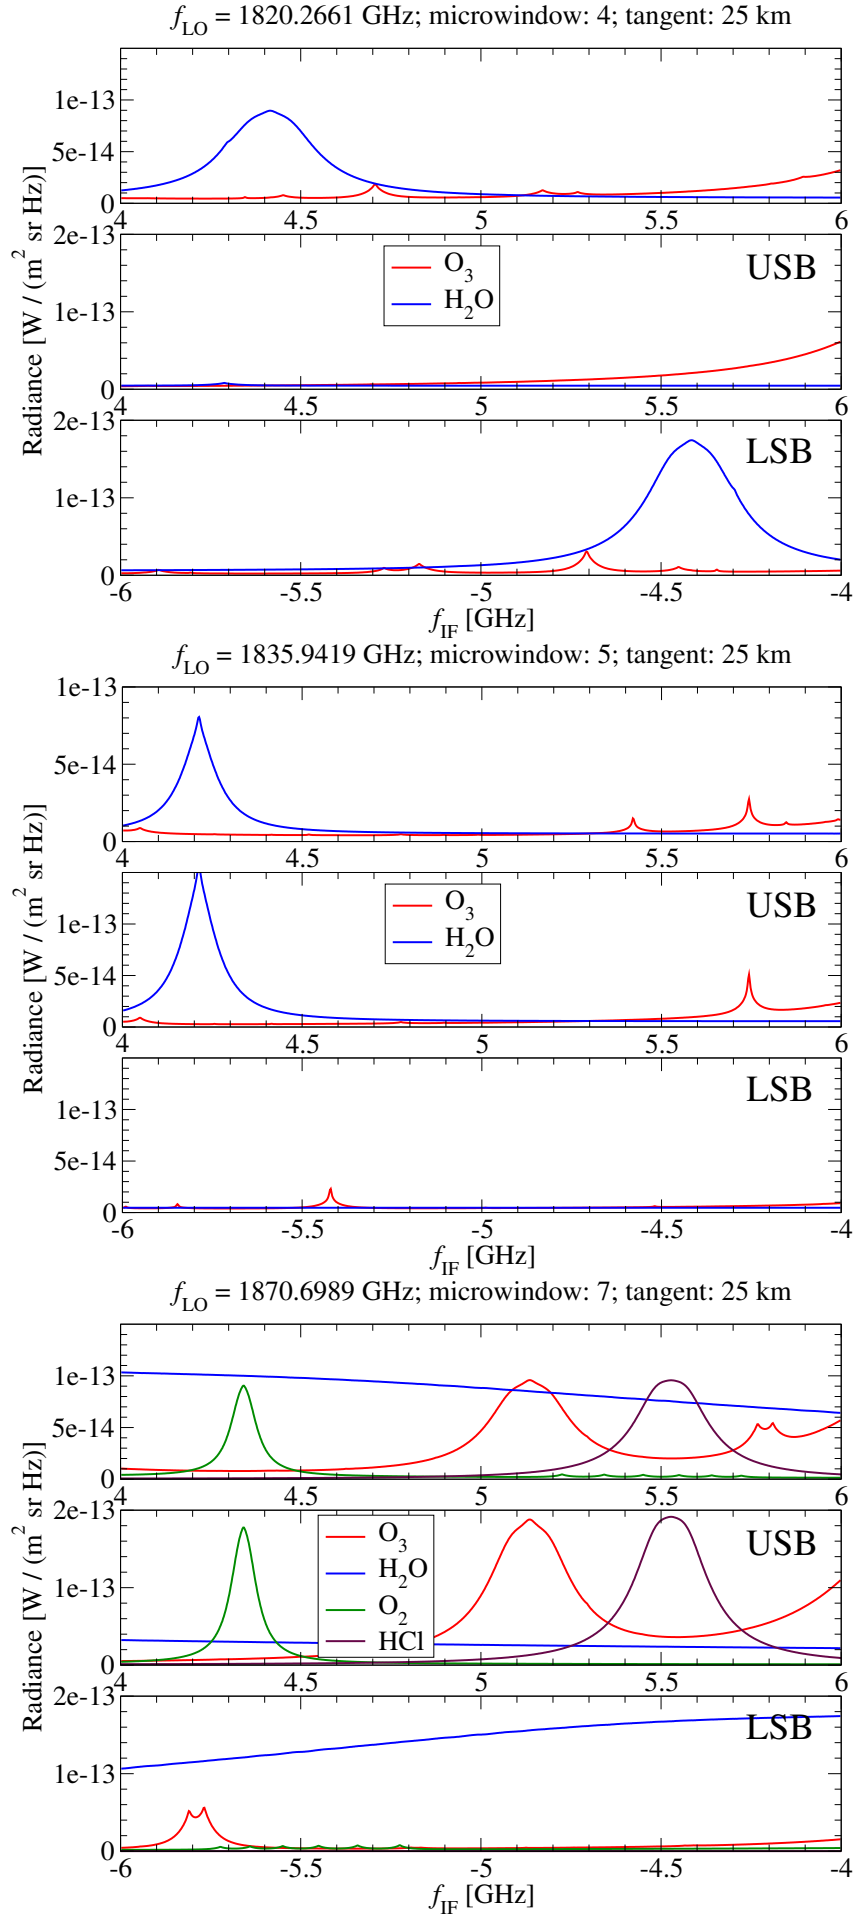 f_LO = 1820.2661 GHz; microwindow: 4; tangent: 25 km
1e-13
5e-14
0
4 4.5 5 5.5 6
2e-13
USB
O3
H2O
1e-13
0
4 4.5 5 5.5 6
2e-13
LSB
1e-13
0
-6 -5.5 -5 -4.5 -4
f_IF [GHz]
Radiance [W / (m^2 sr Hz)]
f_LO = 1835.9419 GHz; microwindow: 5; tangent: 25 km
1e-13
5e-14
0
4 4.5 5 5.5 6
USB
O3
H2O
1e-13
5e-14
0
4 4.5 5 5.5 6
LSB
1e-13
5e-14
0
-6 -5.5 -5 -4.5 -4
f_IF [GHz]
Radiance [W / (m^2 sr Hz)]
f_LO = 1870.6989 GHz; microwindow: 7; tangent: 25 km
1e-13
5e-14
0
4 4.5 5 5.5 6
2e-13
USB
O3
H2O
O2
HCl
1e-13
0
4 4.5 5 5.5 6
2e-13
LSB
1e-13
0
-6 -5.5 -5 -4.5 -4
f_IF [GHz]
Radiance [W / (m^2 sr Hz)]